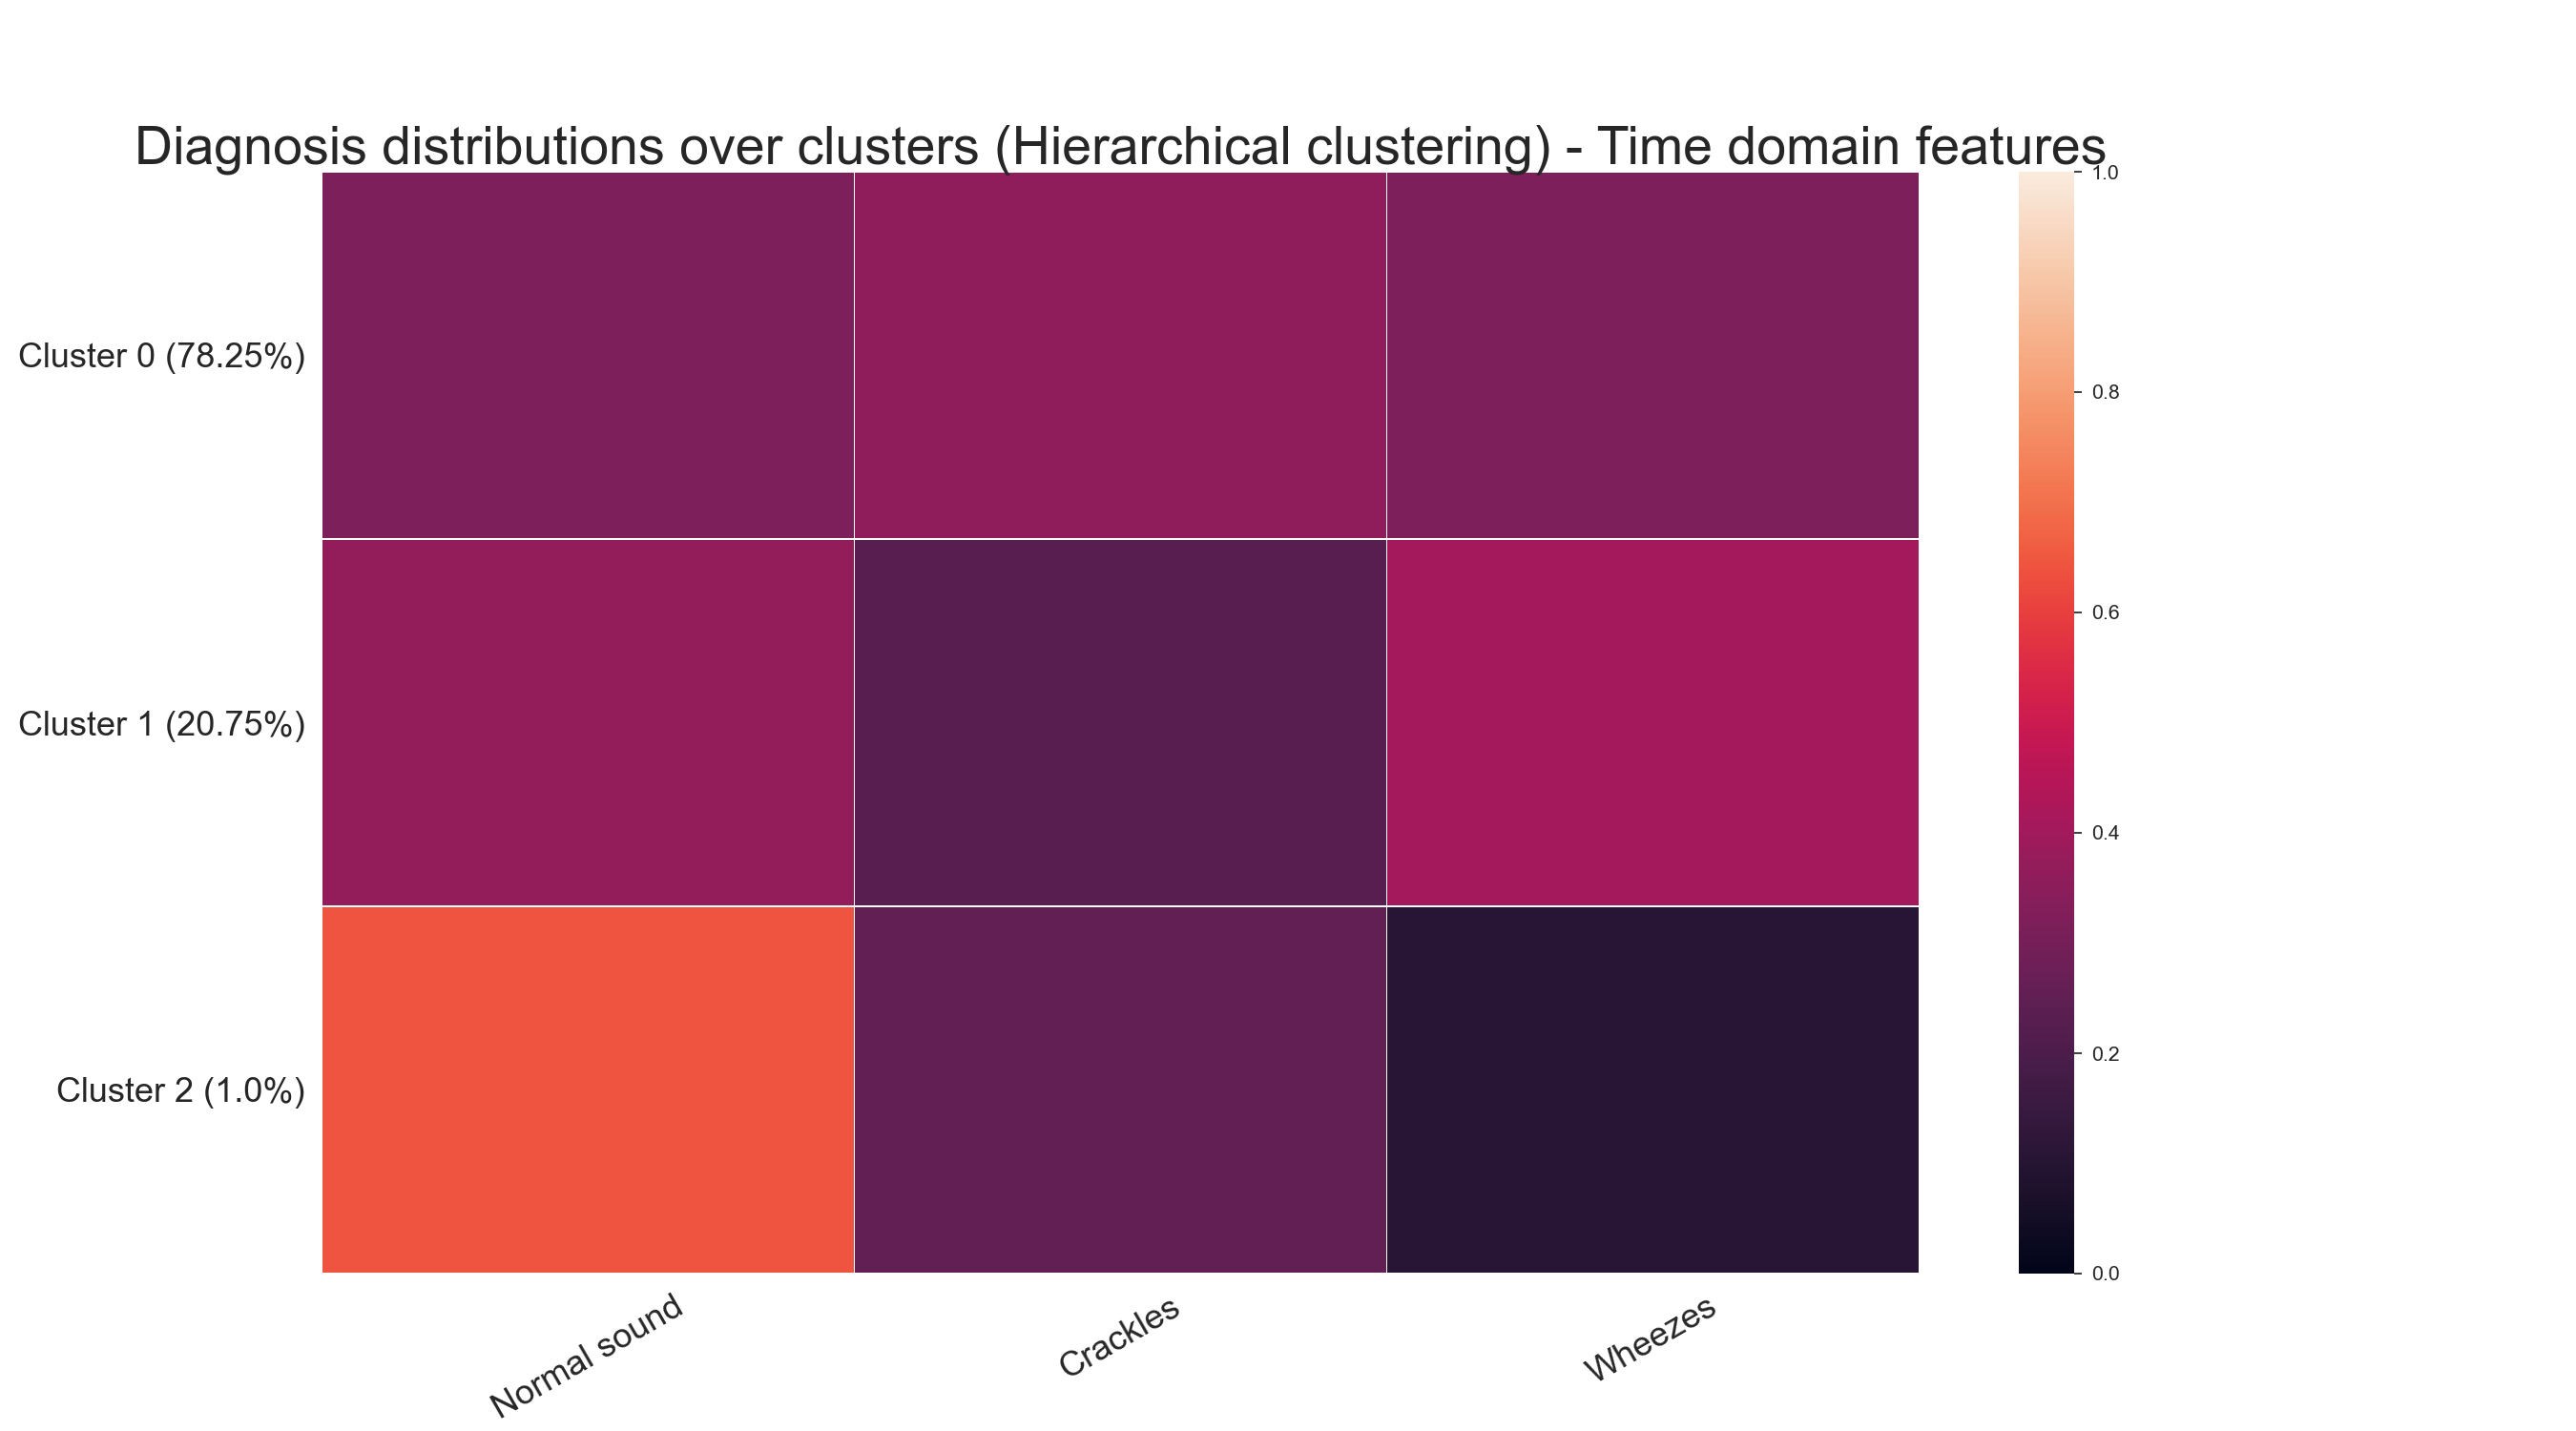 Diagnosis distributions over clusters (Hierarchical clustering) - Time domain features
Cluster 0 (78.25%)
Cluster 1 (20.75%)
Cluster 2 (1.0%)
Normal sound
Crackles
Wheezes
1.0
0.8
0.6
0.4
0.2
0.0